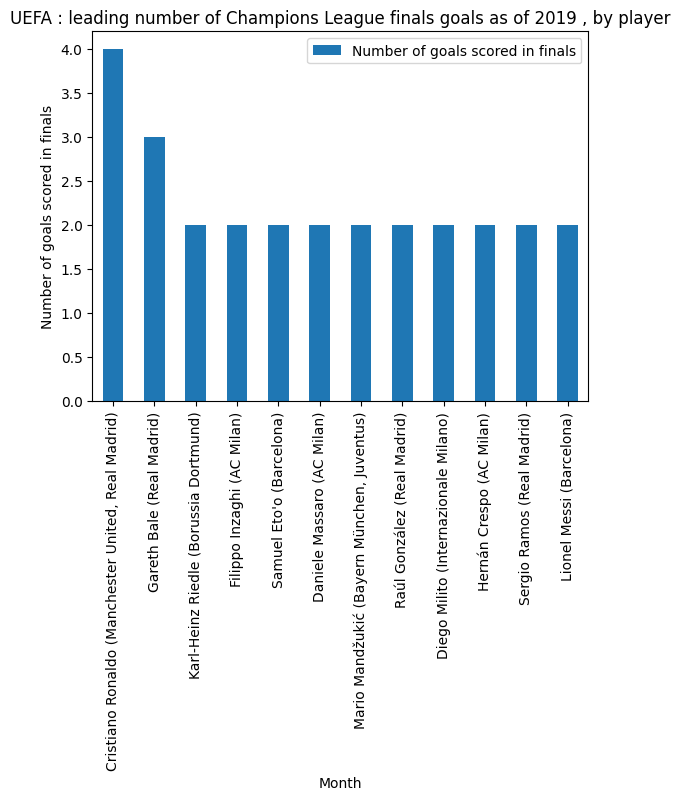 UEFA : leading number of Champions League finals goals as of 2019 , by player
Number of goals scored in finals
Number of goals scored in finals
4.0
3.5
3.0
2.5
2.0
1.5
1.0
0.5
0.0
Cristiano Ronaldo (Manchester United, Real Madrid)
Gareth Bale (Real Madrid)
Karl-Heinz Riedle (Borussia Dortmund)
Filippo Inzaghi (AC Milan)
Samuel Eto'o (Barcelona)
Daniele Massaro (AC Milan)
Mario Mandžukić (Bayern München, Juventus)
Raúl González (Real Madrid)
Diego Milito (Internazionale Milano)
Hernán Crespo (AC Milan)
Sergio Ramos (Real Madrid)
Lionel Messi (Barcelona)
Month